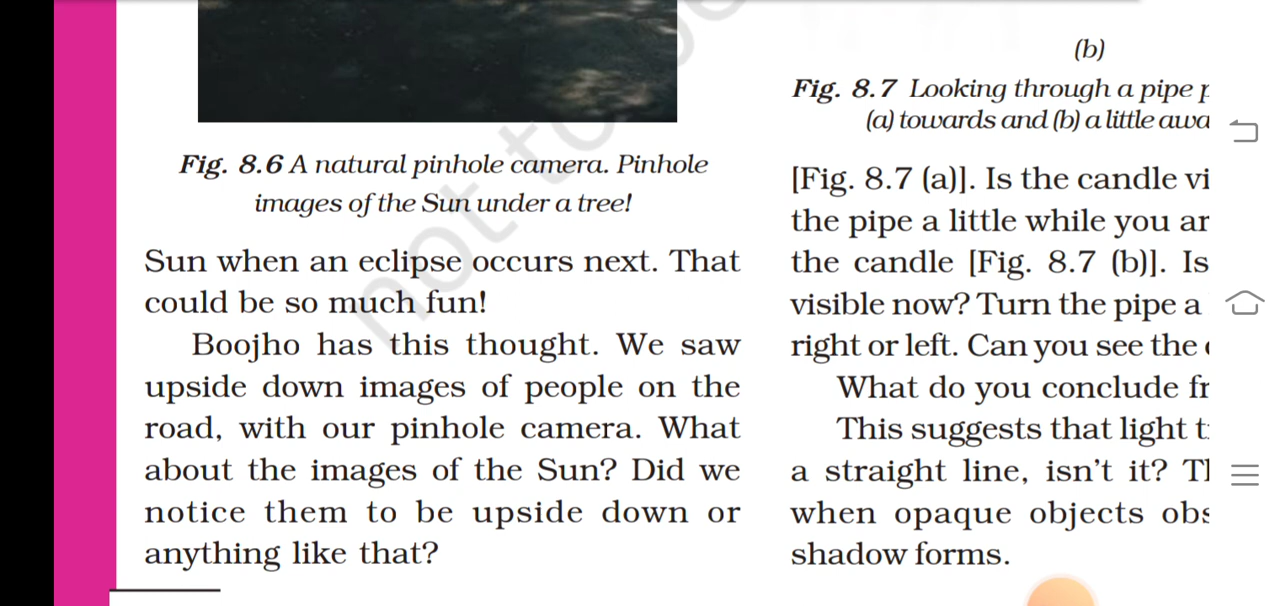 Fig. 8.6 A natural pinhole camera. Pinhole
images of the Sun under a tree!
Sun when an eclipse occurs next. That
could be so much fun!
Boojho has this thought. We saw
upside down images of people on the
road, with our pinhole camera. What
about the images of the Sun? Did we
notice them to be upside down or
anything like that?
(b)
Fig. 8.7 Looking through a pipe
(a) towards and (b) a little
[Fig. 8.7 (a)]. Is the candle
the pipe a little while you
the candle [Fig. 8.7 (b)]. Is
visible now? Turn the pipe a
right or left. Can you see the
What do you conclude
This suggests that light
a straight line, isn't it?
when opaque objects
shadow forms.
not to be